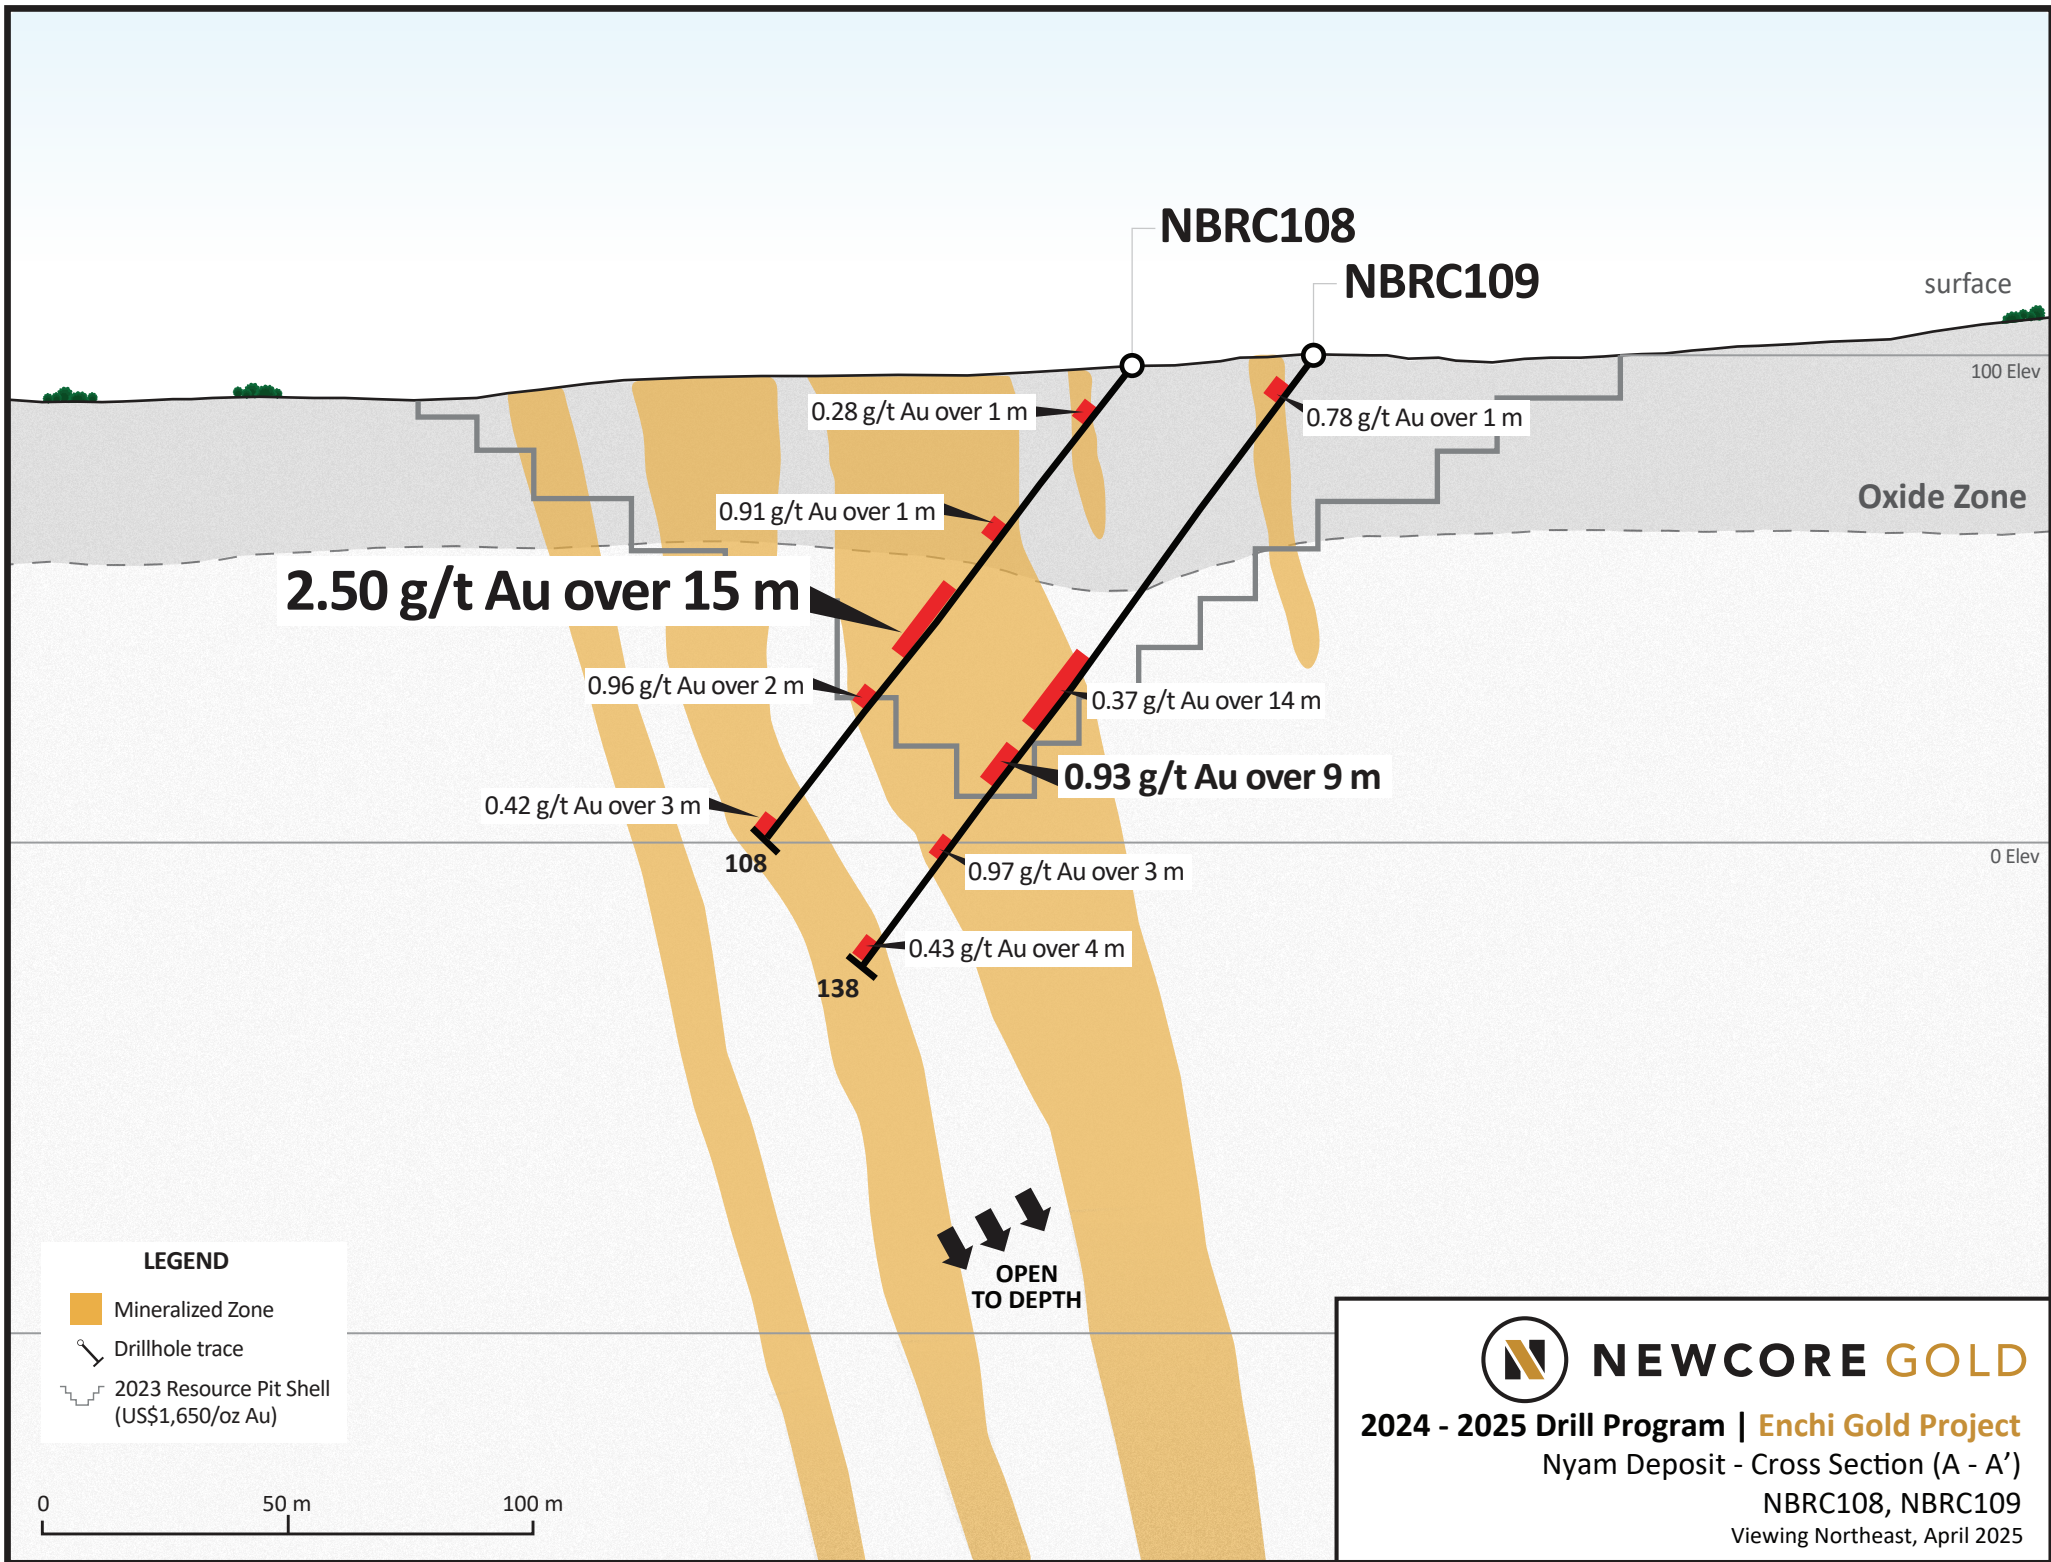 NBRC108
NBRC109
surface
100 Elev
0.28 g/t Au over 1 m
0.78 g/t Au over 1 m
Oxide Zone
0.91 g/t Au over 1 m
2.50 g/t Au over 15 m
0.96 g/t Au over 2 m
0.37 g/t Au over 14 m
0.93 g/t Au over 9 m
0.42 g/t Au over 3 m
108
0 Elev
0.97 g/t Au over 3 m
0.43 g/t Au over 4 m
138
OPEN
TO DEPTH
LEGEND
Mineralized Zone
Drillhole trace
2023 Resource Pit Shell
(US$1,650/oz Au)
0
50 m
100 m
N NEWCORE GOLD
2024 - 2025 Drill Program | Enchi Gold Project
Nyam Deposit - Cross Section (A - A’)
NBRC108, NBRC109
Viewing Northeast, April 2025